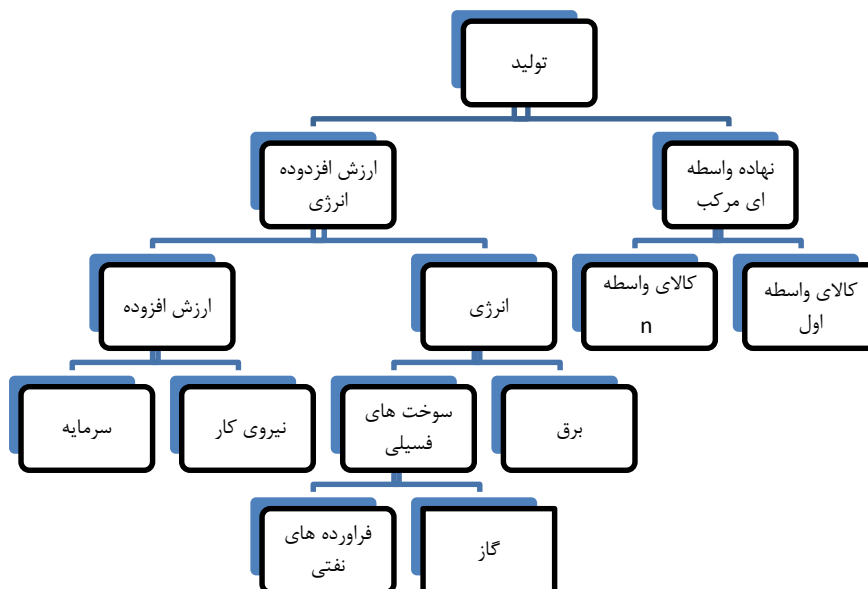 تولید
نهاده واسطه
ای مرکب
ارزش افزدوده
انرژی
کالای واسطه
اول
کالای واسطه
n
انرژی
ارزش افزوده
برق
سوخت های
فسیلی
نیروی کار
سرمایه
گاز
فراورده های
نفتی